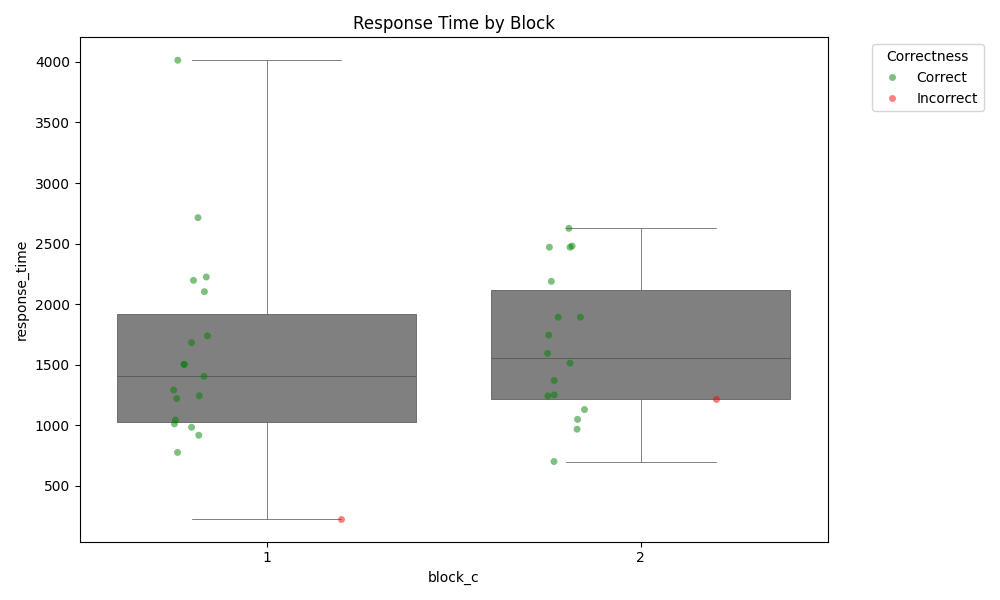 Response Time by Block
Correctness
Correct
Incorrect
response_time
4000
3500
3000
2500
2000
1500
1000
500
1
2
block_c